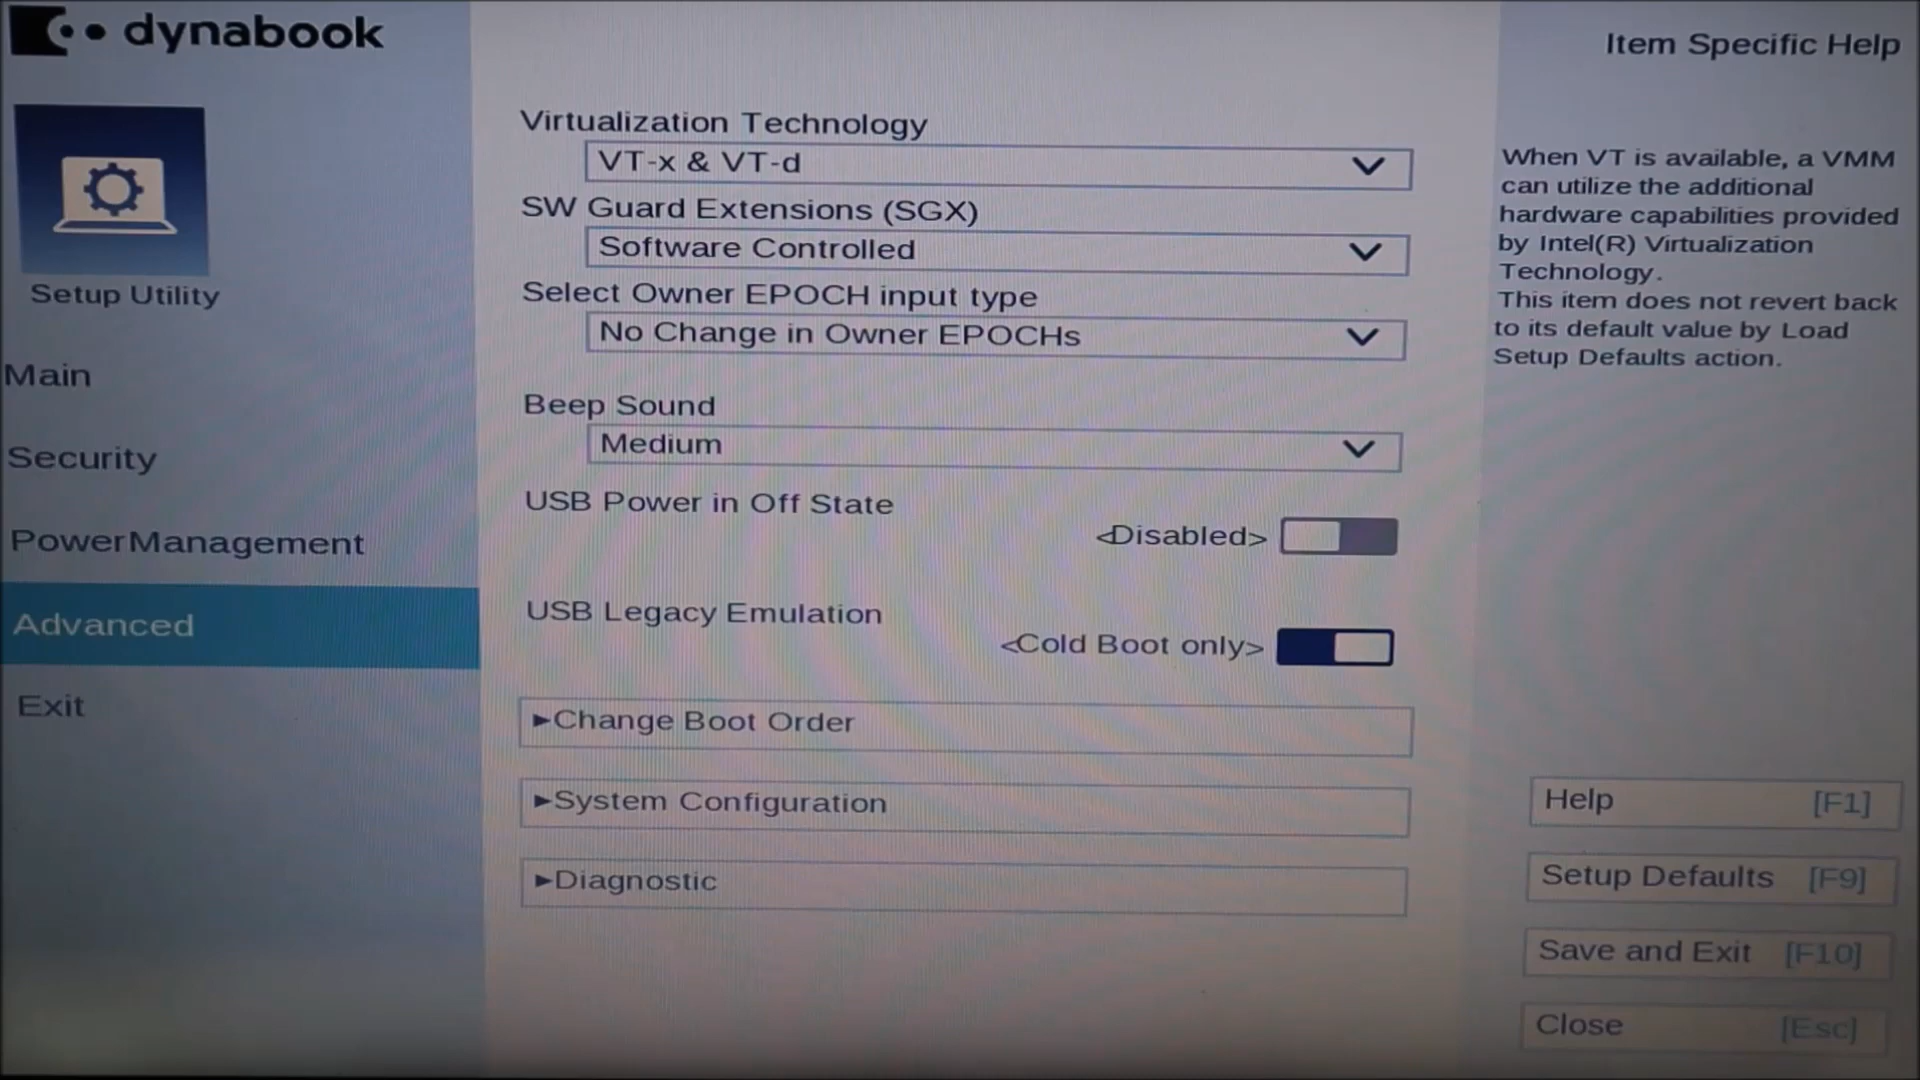 dynabook
Setup Utility
Main
Security
PowerManagement
Advanced
Exit
Virtualization Technology
VT-x & VT-d
SW Guard Extensions (SGX)
Software Controlled
Select Owner EPOCH input type
No Change in Owner EPOCHs
Beep Sound
Medium
USB Power in Off State
<Disabled>
USB Legacy Emulation
<Cold Boot only>
►Change Boot Order
►System Configuration
►Diagnostic
Item Specific Help
When VT is available, a VMM
can utilize the additional
hardware capabilities provided
by Intel(R) Virtualization
Technology.
This item does not revert back
to its default value by Load
Setup Defaults action.
Help [F1]
Setup Defaults [F9]
Save and Exit [F10]
Close [Esc]